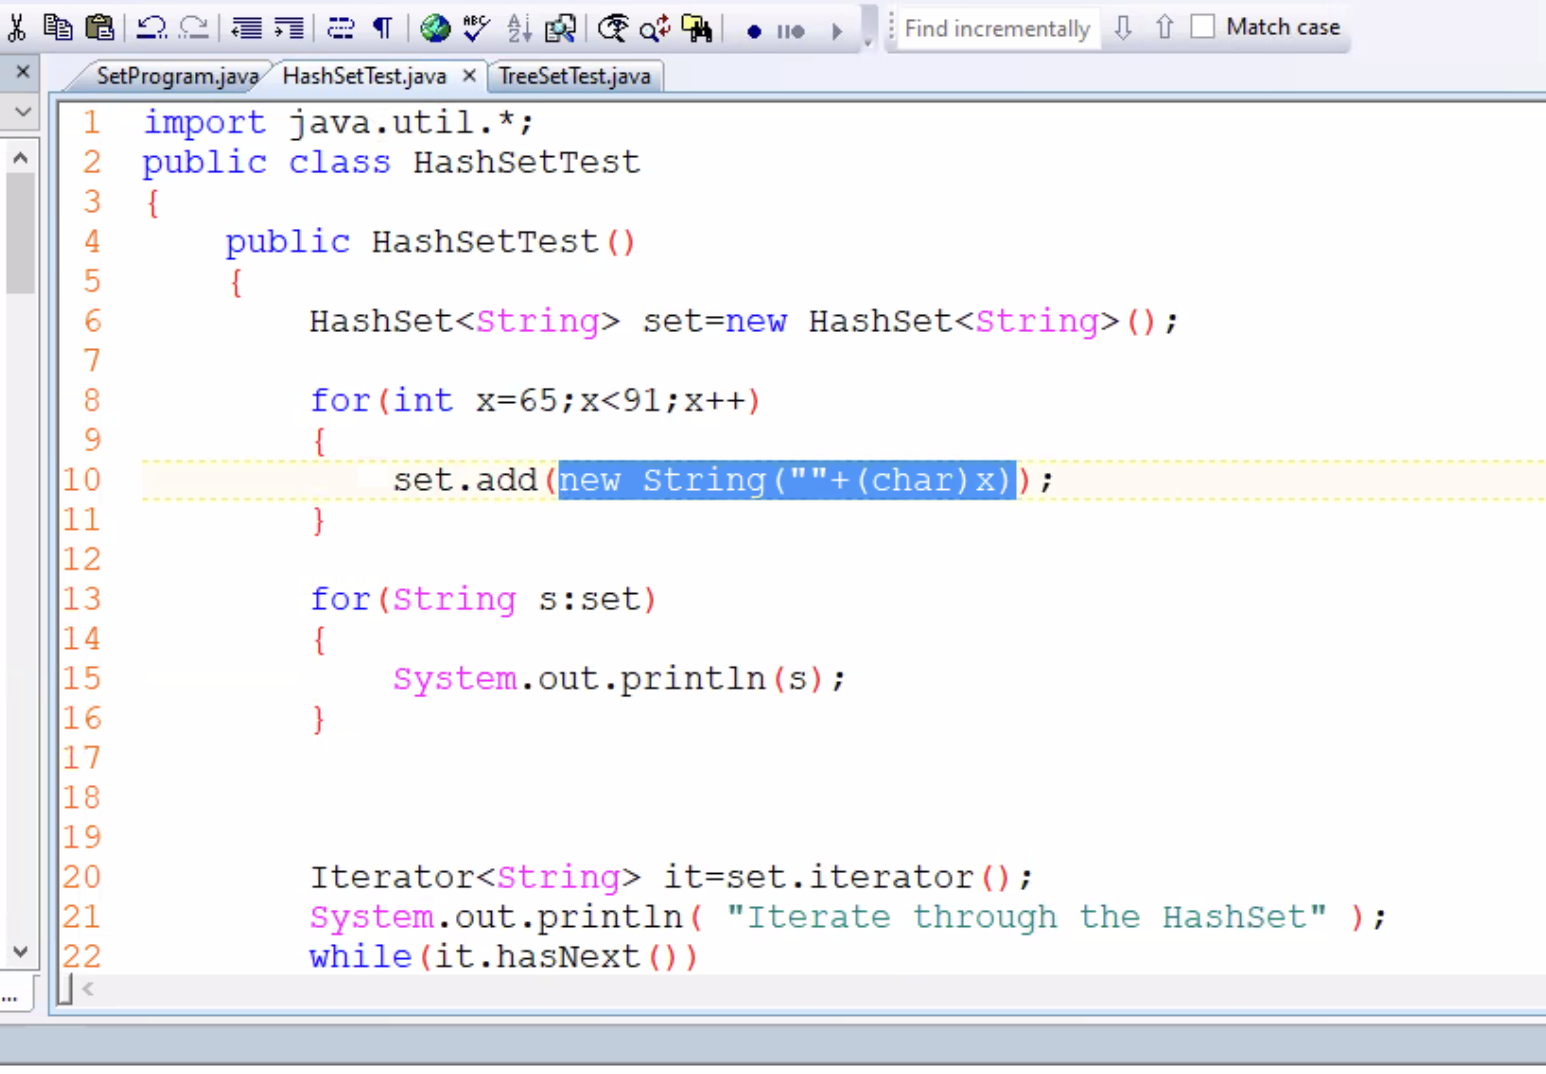 Find incrementally Match case
SetProgram.java HashSetTest.java TreeSetTest.java
1 import java.util.*;
2 public class HashSetTest
3 {
4 public HashSetTest()
5 {
6 HashSet<String> set=new HashSet<String>();
7
8 for(int x=65;x<91;x++)
9 {
10 set.add(new String(""+(char)x));
11 }
12
13 for(String s:set)
14 {
15 System.out.println(s);
16 }
17
18
19
20 Iterator<String> it=set.iterator();
21 System.out.println( "Iterate through the HashSet" );
22 while(it.hasNext())
...